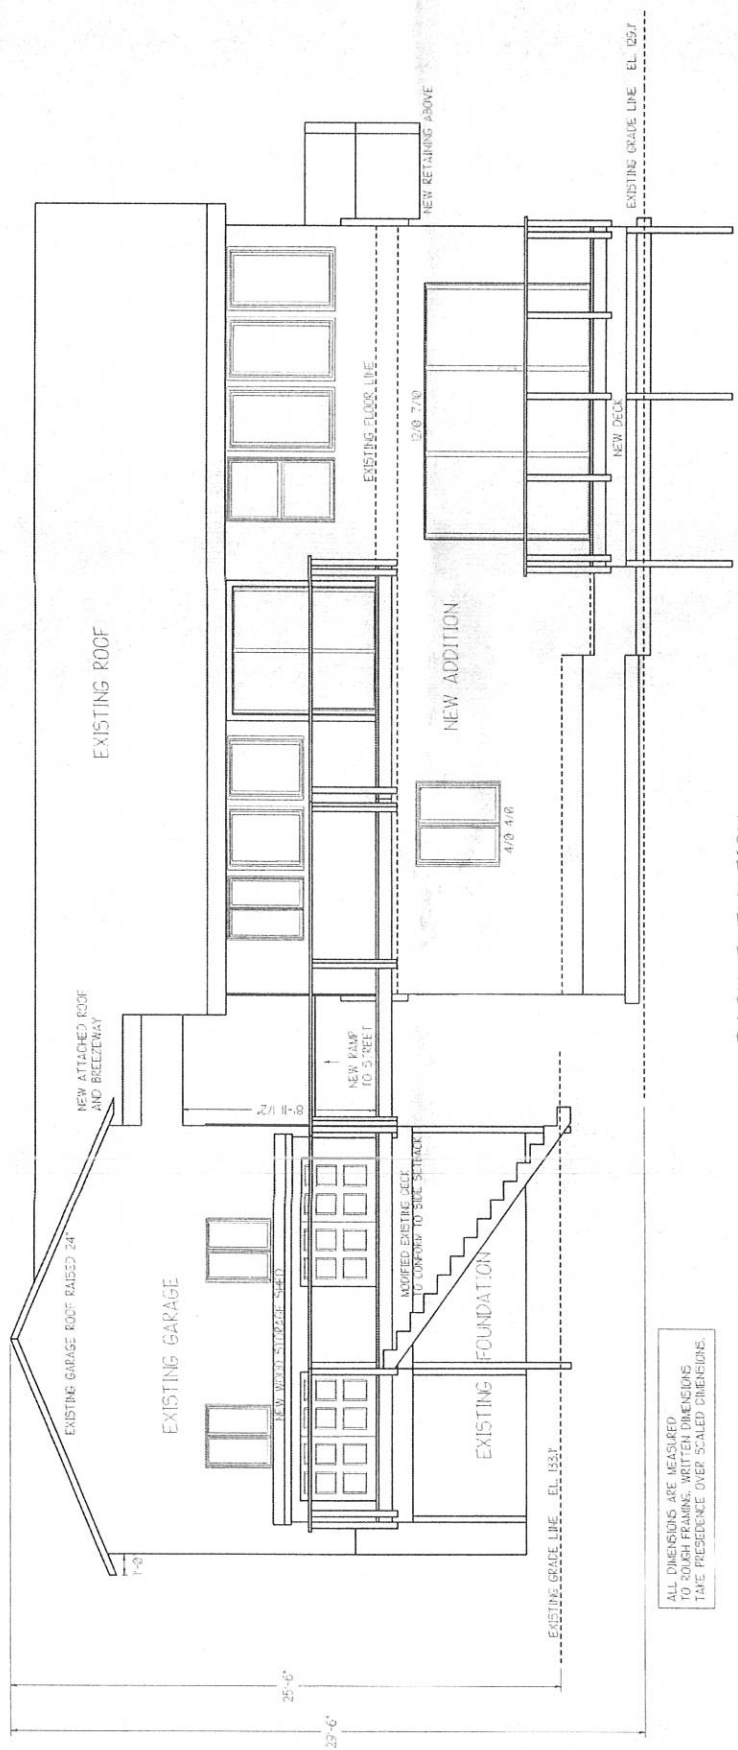 EXISTING GARAGE ROOF RAISED 24"
NEW ATTACHED ROOF
AND BREEZEWAY
EXISTING ROOF
EXISTING GARAGE
1'-0
NEW WOOD STORAGE SHED
8'-11 1/2"
NEW RAMP
TO STREET
EXISTING FLOOR LINE
NEW RETAINING ABOVE
MODIFIED EXISTING DECK
TO CONFORM TO SIDE SETBACK
EXISTING FOUNDATION
NEW ADDITION
4/0 4/0
12/0 7/10
NEW DECK
25'-6"
29'-6"
EXISTING GRADE LINE EL. 133.1'
EXISTING GRADE LINE EL. 129.1'
ALL DIMENSIONS ARE MEASURED
TO ROUGH FRAMING. WRITTEN DIMENSIONS
TAKE PRESEDENCE OVER SCALED DIMENSIONS.